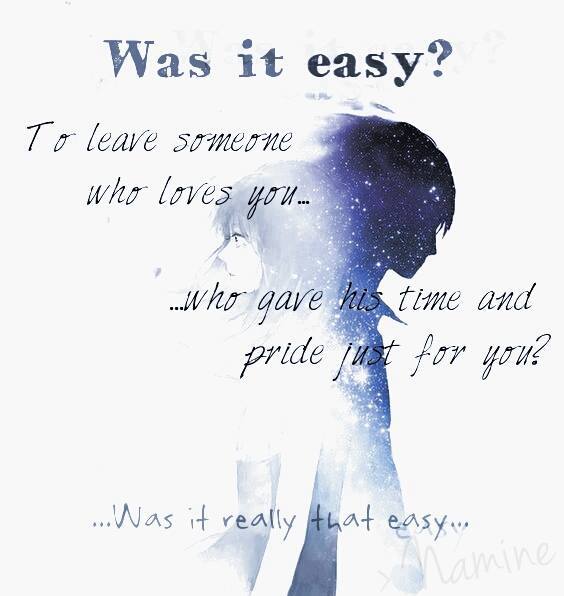 Was it easy?
To leave someone
who loves you...
...who gave his time and
pride just for you?
...Was it really that easy...
>Mamine